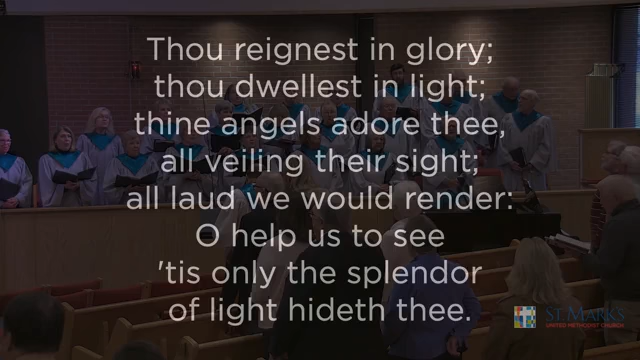 Thou reignest in glory;
thou dwellest in light;
thine angels adore thee,
all veiling their sight;
all laud we would render:
O help us to see
'tis only the splendor
of light hideth thee.
ST. MARKS
UNITED METHODIST CHURCH